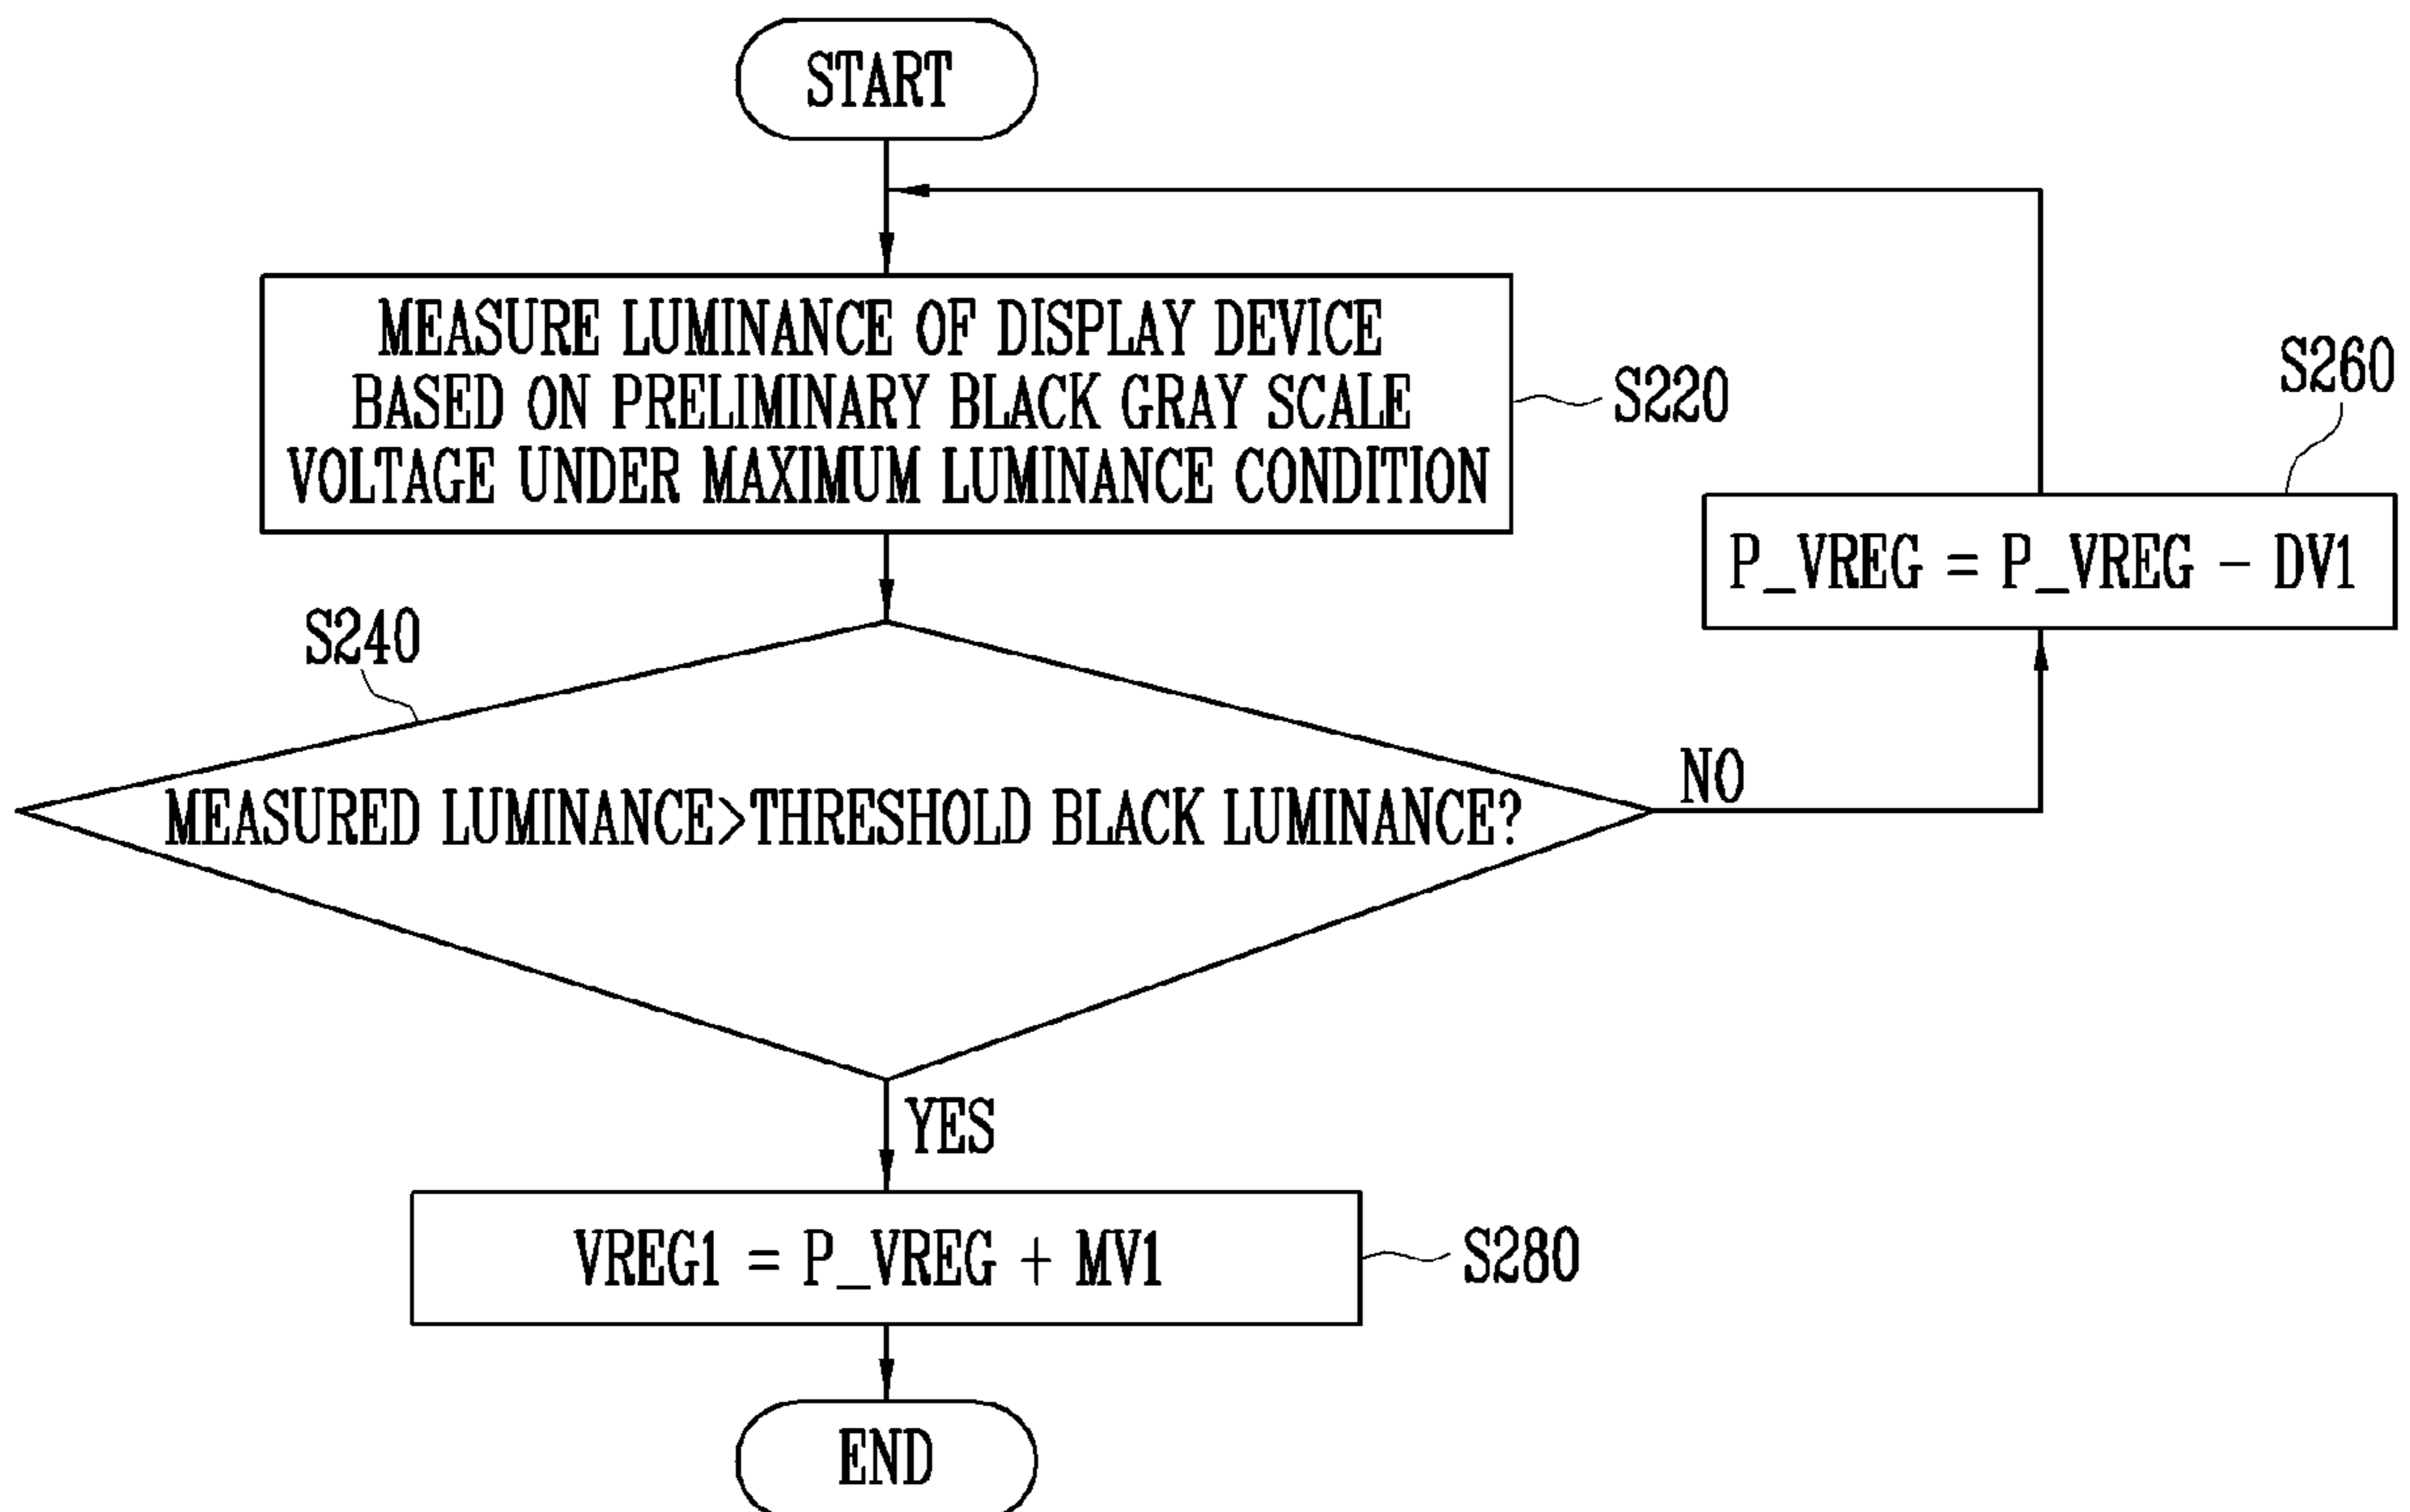 START
MEASURE LUMINANCE OF DISPLAY DEVICE
BASED ON PRELIMINARY BLACK GRAY SCALE
VOLTAGE UNDER MAXIMUM LUMINANCE CONDITION
S220
S260
P_VREG = P_VREG - DV1
S240
MEASURED LUMINANCE>THRESHOLD BLACK LUMINANCE?
NO
YES
VREG1 = P_VREG + MV1
S280
END